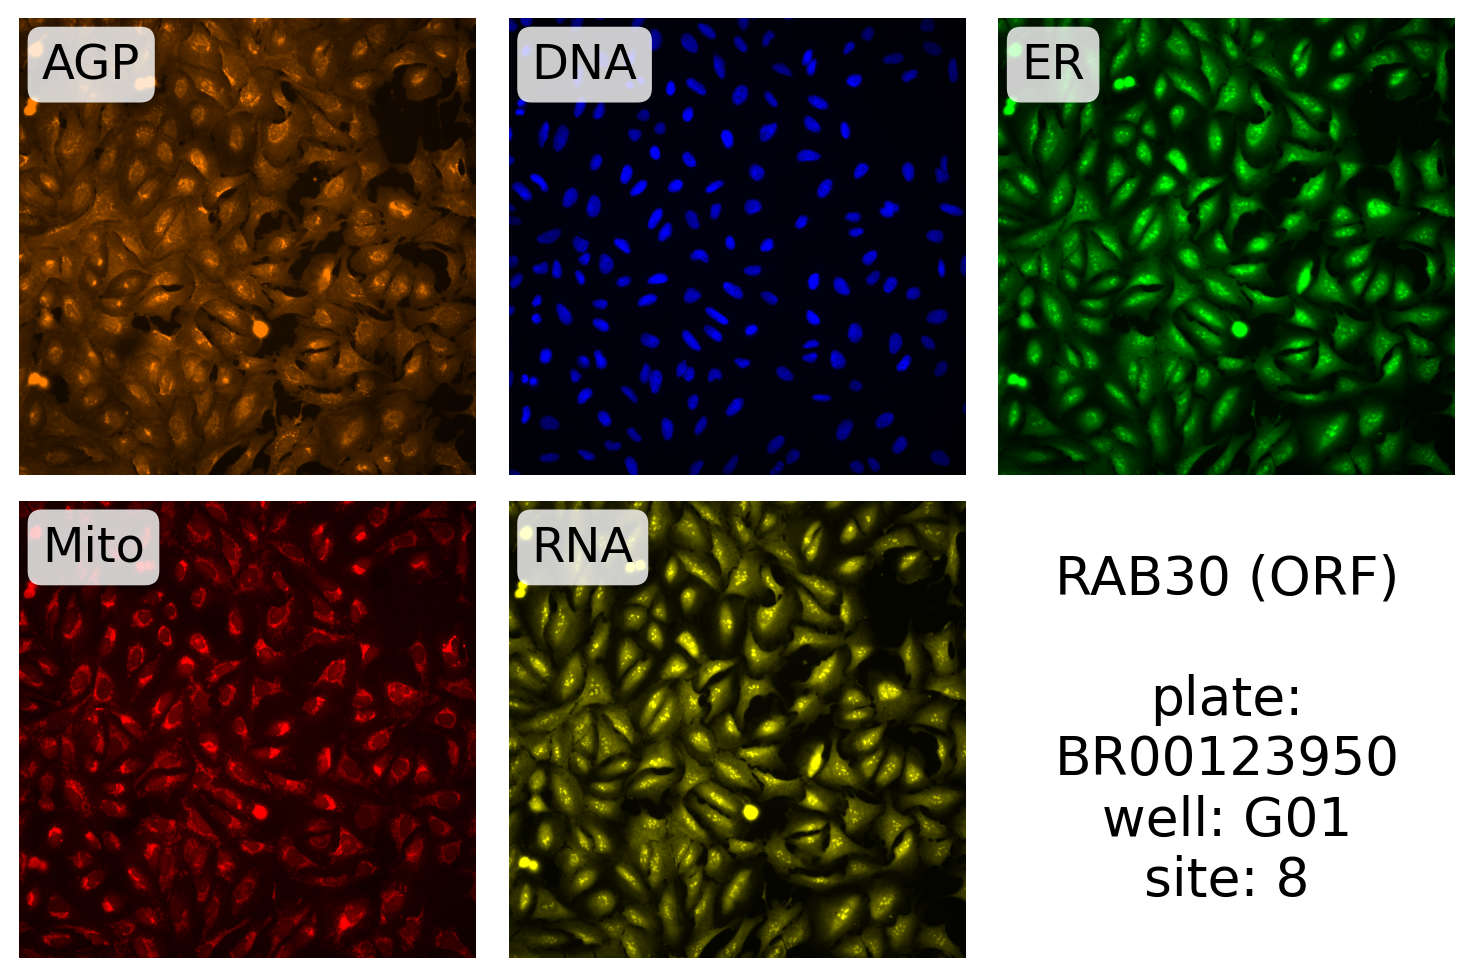 AGP
DNA
ER
Mito
RNA
RAB30 (ORF)
plate:
BR00123950
well: G01
site: 8